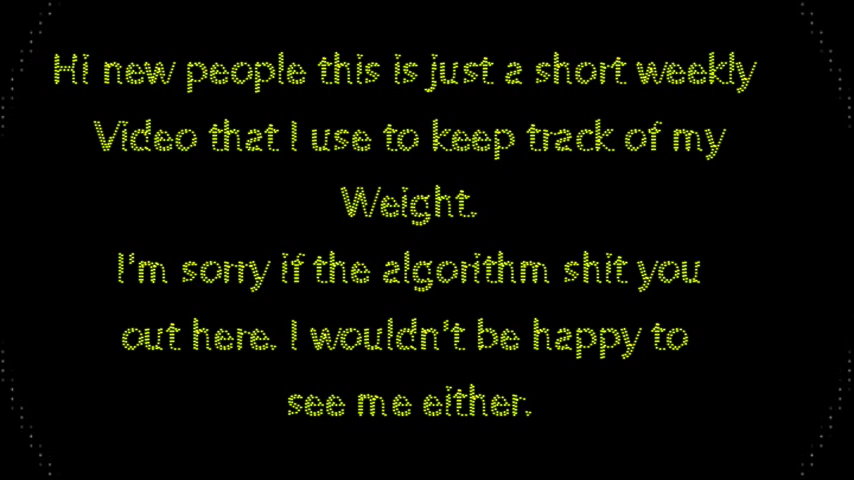 Hi new people this is just a short weekly
Video that I use to keep track of my
Weight.
I'm sorry if the algorithm shit you
out here. I wouldn't be happy to
see me either.